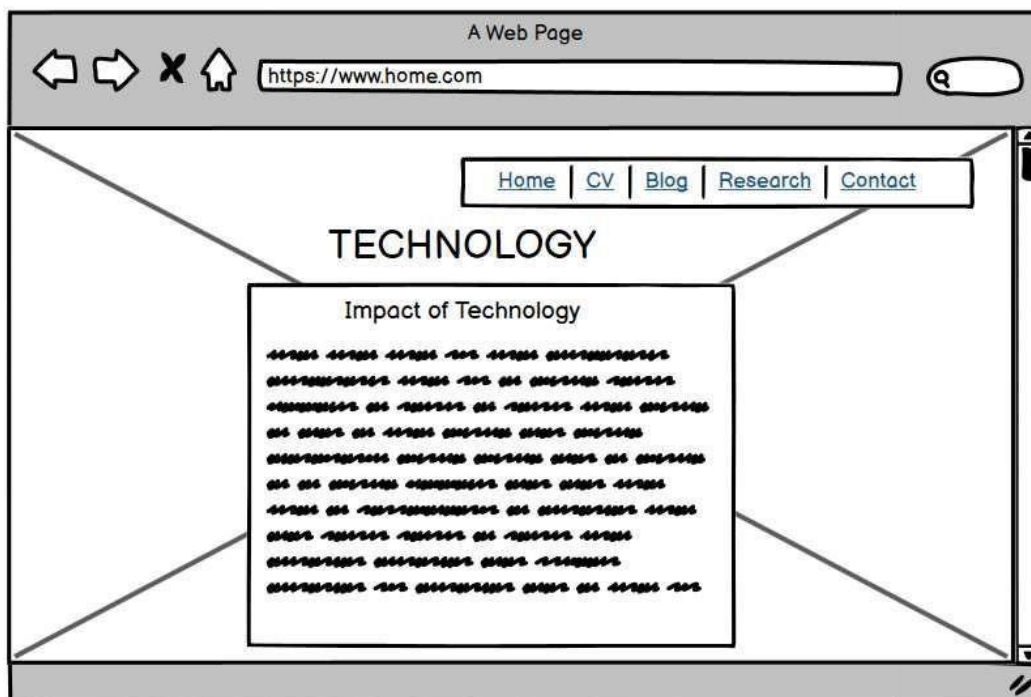 A Web Page
https://www.home.com
Home | CV | Blog | Research | Contact
TECHNOLOGY
Impact of Technology